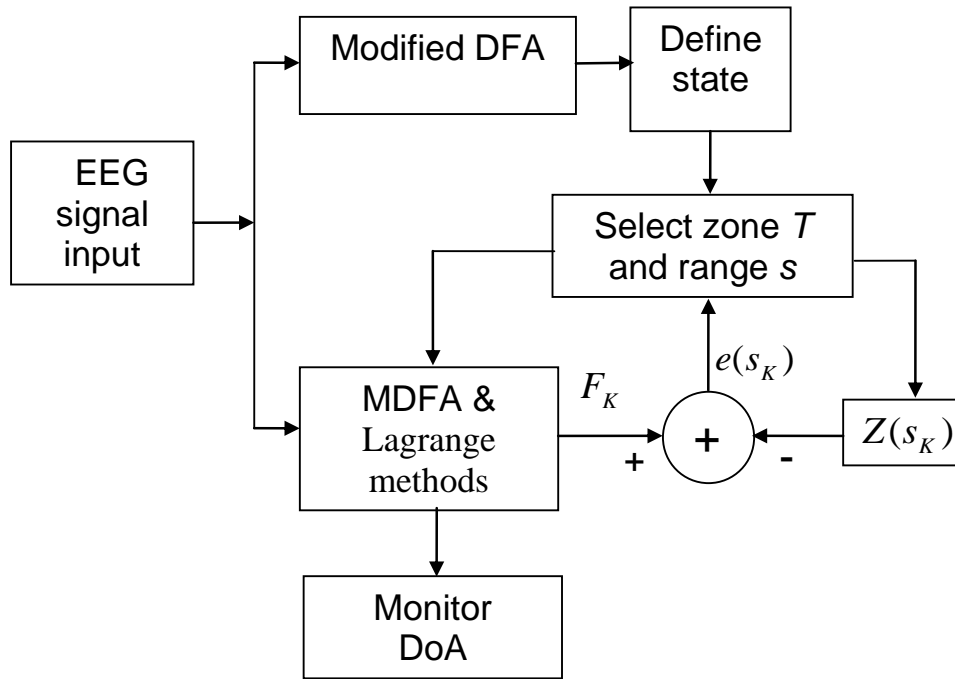 Modified DFA
Define
state
EEG
signal
input
Select zone T
and range s
e(s_K)
F_K
MDFA &
Lagrange
methods
+
+
-
Z(s_K)
Monitor
DoA